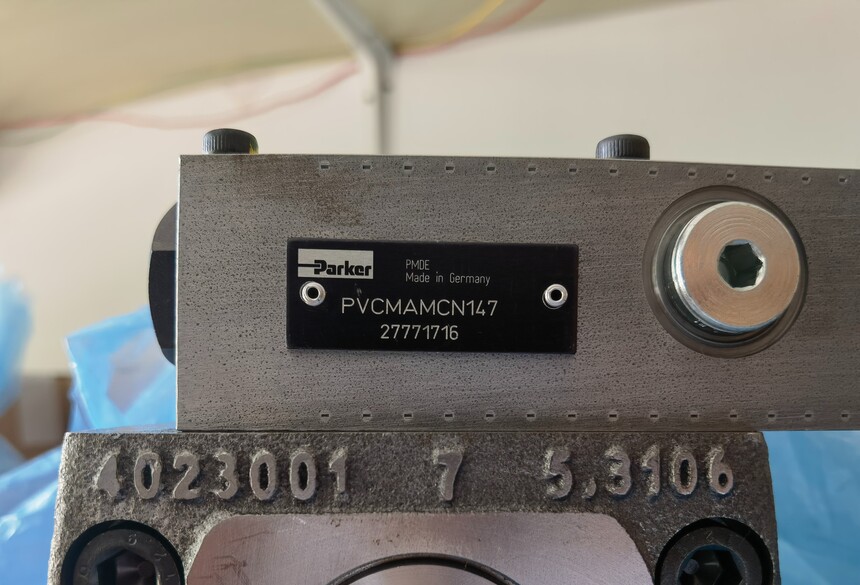 Parker
PMDE
Made in Germany
PVCMAMCN147
27771716
4023001 7 5.3106